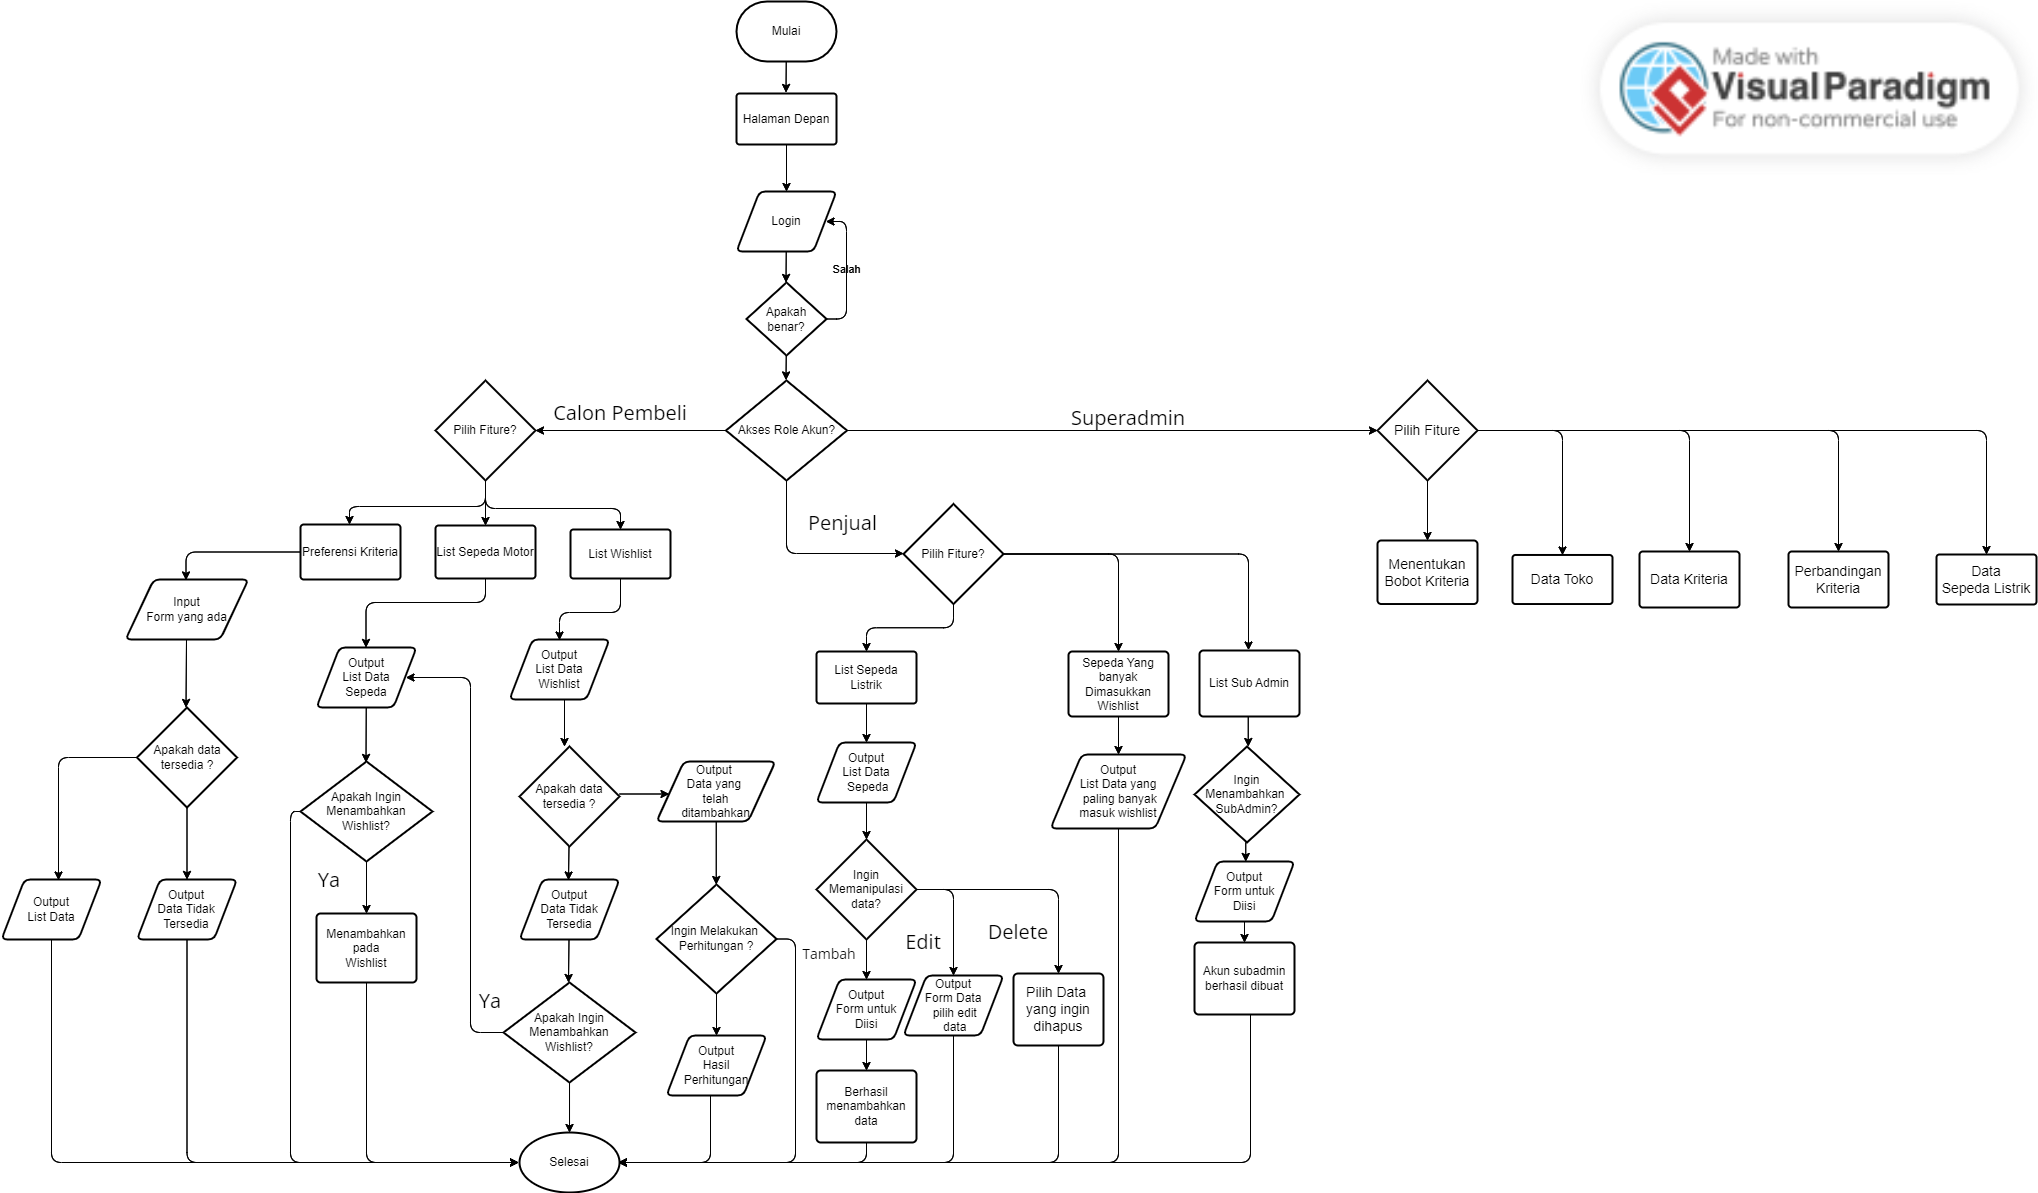 Mulai
Made with
Visual Paradigm
For non-commercial use
Halaman Depan
Login
Salah
Apakah
benar?
Calon Pembeli
Superadmin
Pilih Fiture?
Akses Role Akun?
Pilih Fiture
Penjual
Pilih Fiture?
Preferensi Kriteria
List Sepeda Motor
List Wishlist
Menentukan
Bobot Kriteria
Data Toko
Data Kriteria
Perbandingan
Kriteria
Data
Sepeda Listrik
Input
Form yang ada
Output
List Data
Sepeda
Output
List Data
Wishlist
List Sepeda
Listrik
Sepeda Yang
banyak
Dimasukkan
Wishlist
List Sub Admin
Apakah data
tersedia ?
Apakah Ingin
Menambahkan
Wishlist?
Apakah data
tersedia ?
Output
Data yang
telah
ditambahkan
Output
List Data
Sepeda
Output
List Data yang
paling banyak
masuk wishlist
Ingin
Menambahkan
SubAdmin?
Ya
Output
List Data
Output
Data Tidak
Tersedia
Menambahkan
pada
Wishlist
Output
Data Tidak
Tersedia
Ingin Melakukan
Perhitungan ?
Ingin
Memanipulasi
data?
Tambah
Edit
Delete
Output
Form untuk
Diisi
Akun subadmin
berhasil dibuat
Ya
Apakah Ingin
Menambahkan
Wishlist?
Output
Hasil
Perhitungan
Output
Form untuk
Diisi
Output
Form Data
pilih edit
data
Pilih Data
yang ingin
dihapus
Berhasil
menambahkan
data
Selesai